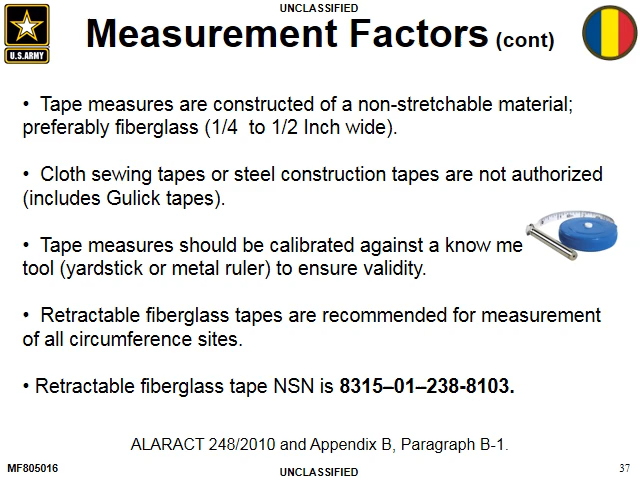 UNCLASSIFIED
Measurement Factors (cont)
U.S.ARMY
• Tape measures are constructed of a non-stretchable material;
preferably fiberglass (1/4 to 1/2 Inch wide).
• Cloth sewing tapes or steel construction tapes are not authorized
(includes Gulick tapes).
• Tape measures should be calibrated against a know me
tool (yardstick or metal ruler) to ensure validity.
• Retractable fiberglass tapes are recommended for measurement
of all circumference sites.
• Retractable fiberglass tape NSN is 8315–01–238-8103.
ALARACT 248/2010 and Appendix B, Paragraph B-1.
MF805016
UNCLASSIFIED
37